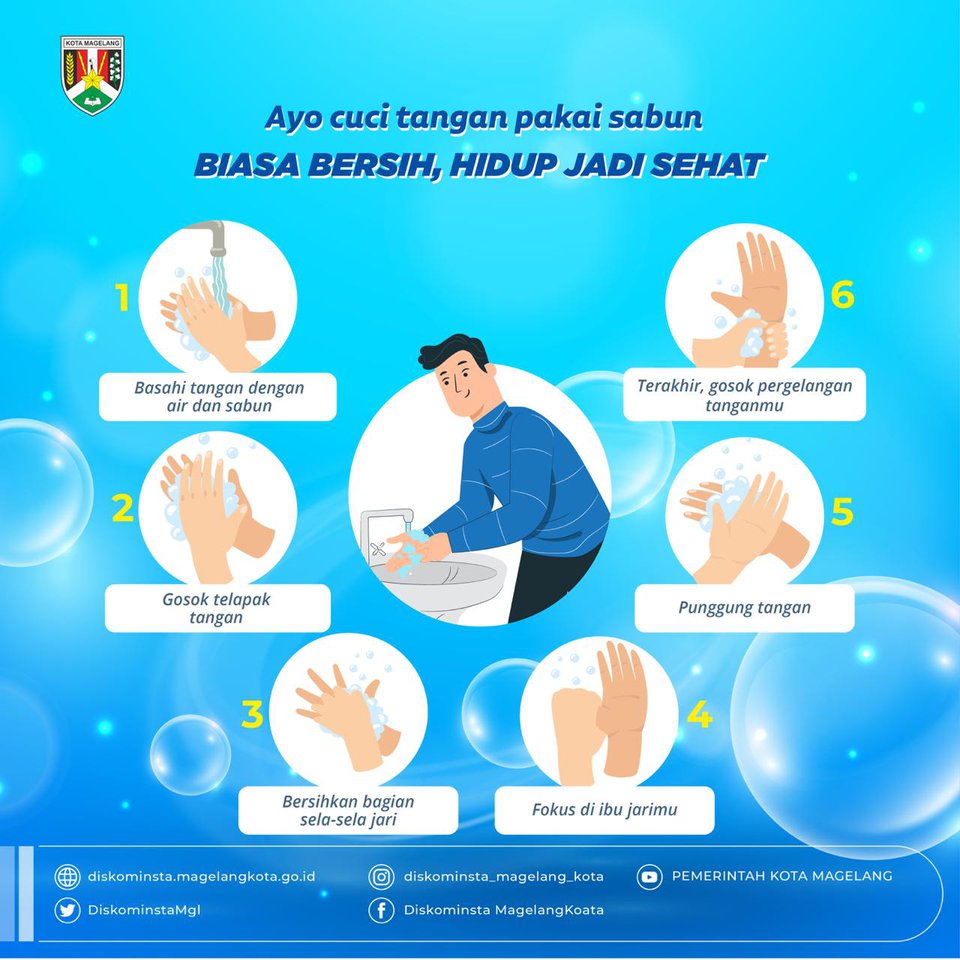 KOTA MAGELANG
Ayo cuci tangan pakai sabun
BIASA BERSIH, HIDUP JADI SEHAT
1
Basahi tangan dengan
air dan sabun
2
Gosok telapak
tangan
3
Bersihkan bagian
sela-sela jari
4
Fokus di ibu jarimu
5
Punggung tangan
6
Terakhir, gosok pergelangan
tanganmu
diskominsta.magelangkota.go.id
diskominsta_magelang_kota
PEMERINTAH KOTA MAGELANG
DiskominstaMgl
Diskominsta MagelangKoata